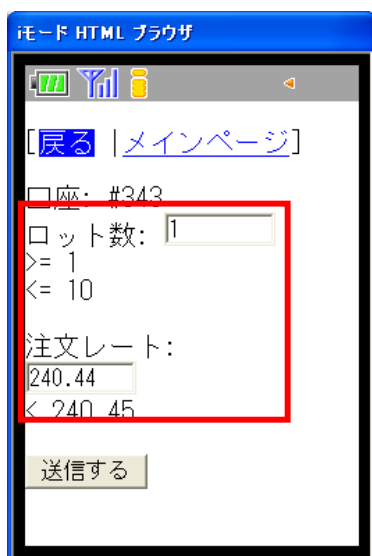 iモード HTML ブラウザ
[戻る |メインページ]
口座: #343
ロット数: 1
>= 1
<= 10
注文レート:
240.44
< 240.45
送信する